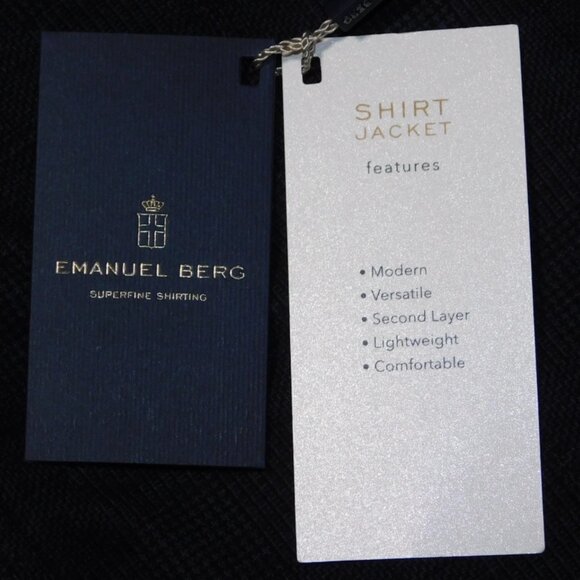 EMANUEL BERG
SUPERFINE SHIRTING
SHIRT
JACKET
features
• Modern
• Versatile
• Second Layer
• Lightweight
• Comfortable